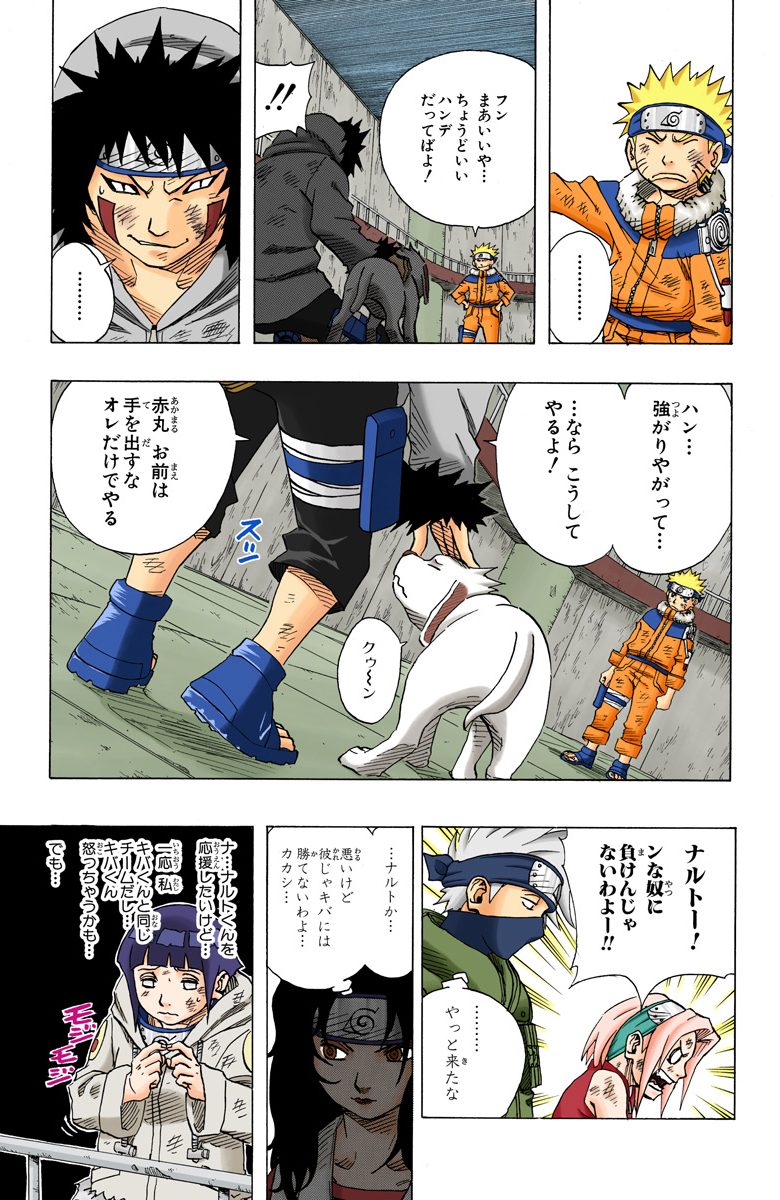 ………
フン
まあいいや…
ちょうどいい
ハンデ
だってばよ！
!!
………
ハン…
強がりやがって…
…なら こうして
やるよ！
赤丸 お前は
手を出すな
オレだけでやる
ズッ
クゥ〜ン
ナルトー！
ンな奴に
負けんじゃ
ないわよー!!
………
やっと来たな
…ナルトか…
悪いけど
彼じゃキバには
勝てないわよ…
カカシ…
ナ…ナルトくんを
応援したいけど…
一応 私
キバくんと同じ
チームだし…
キバくん
怒っちゃうかも…
でも…
モジ
モジ